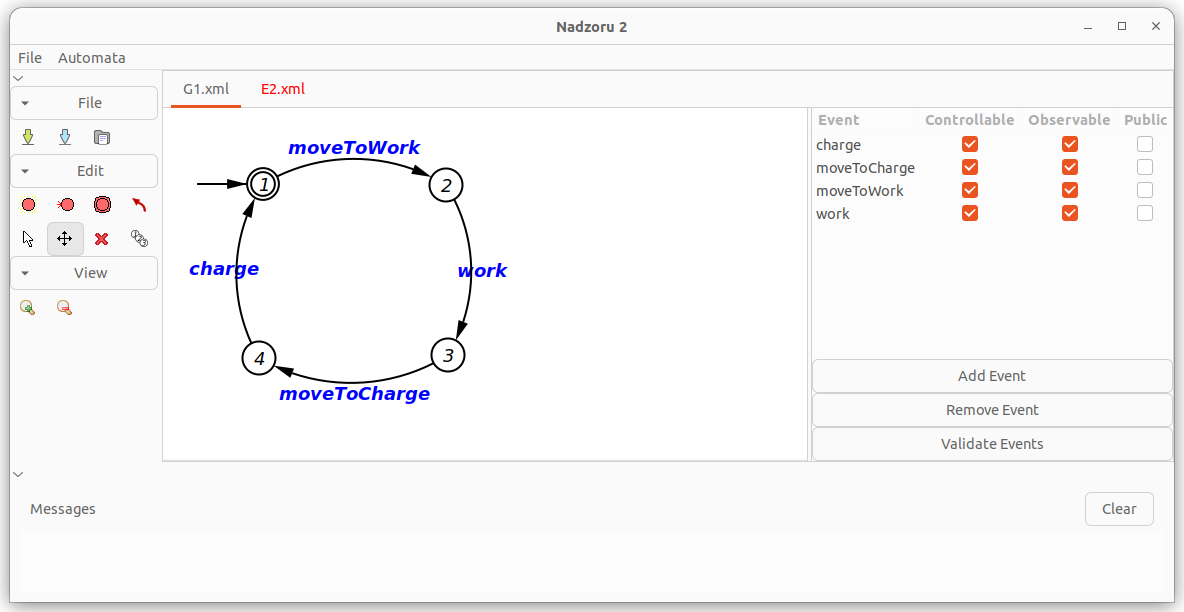 Nadzoru 2
File Automata
File
Edit
View
G1.xml E2.xml
moveToWork
1
2
charge
work
4
3
moveToCharge
Event Controllable Observable Public
charge
moveToCharge
moveToWork
work
Add Event
Remove Event
Validate Events
Messages
Clear